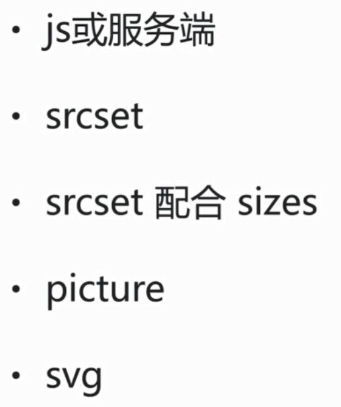 • js或服务端
• srcset
• srcset 配合 sizes
• picture
• svg